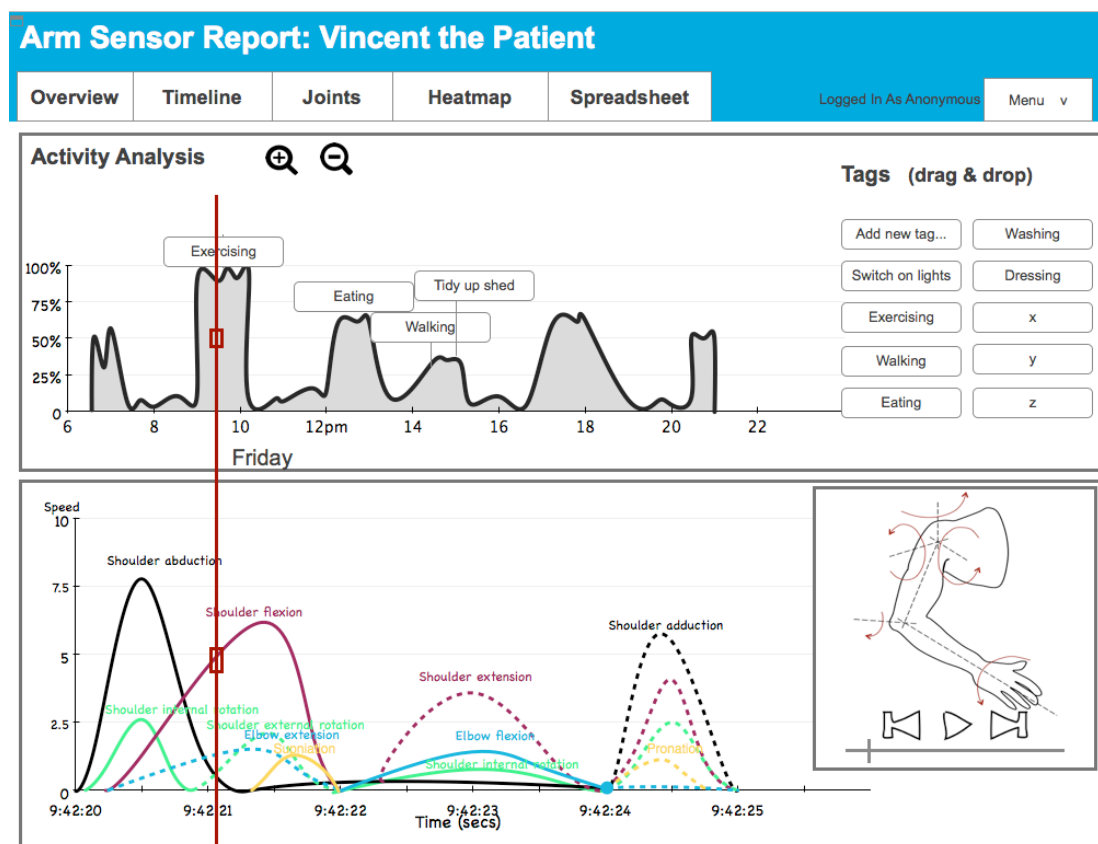 Arm Sensor Report: Vincent the Patient
Overview
Timeline
Joints
Heatmap
Spreadsheet
Logged In As Anonymous
Menu v
Activity Analysis
Tags (drag & drop)
Add new tag...
Washing
Switch on lights
Dressing
Exercising
x
Walking
y
Eating
z
Exercising
Eating
Tidy up shed
Walking
100%
75%
50%
25%
0
6 8 10 12pm 14 16 18 20 22
Friday
Speed
10
7.5
5
2.5
0
Shoulder abduction
Shoulder flexion
Shoulder adduction
Shoulder extension
Shoulder internal rotation
Shoulder external rotation
Elbow extension
Elbow flexion
Supniation
Pronation
Shoulder internal rotation
9:42:20 9:42:21 9:42:22 9:42:23 9:42:24 9:42:25
Time (secs)